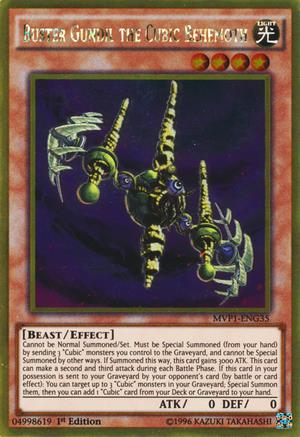 Buster Gundil the Cubic Behemoth
LIGHT
光
MVP1-ENG35
[Beast/Effect]
Cannot be Normal Summoned/Set. Must be Special Summoned (from your hand)
by sending 3 "Cubic" monsters you control to the Graveyard, and cannot be Special
Summoned by other ways. If Summoned this way, this card gains 3000 ATK. This card
can make a second and third attack during each Battle Phase. If this card in your
possession is sent to your Graveyard by your opponent's card (by battle or card
effect): You can target up to 3 "Cubic" monsters in your Graveyard; Special Summon
them, then you can add 1 "Cubic" card from your Deck or Graveyard to your hand.
ATK/ 0 DEF/ 0
04998619 1st Edition ©1996 KAZUKI TAKAHASHI